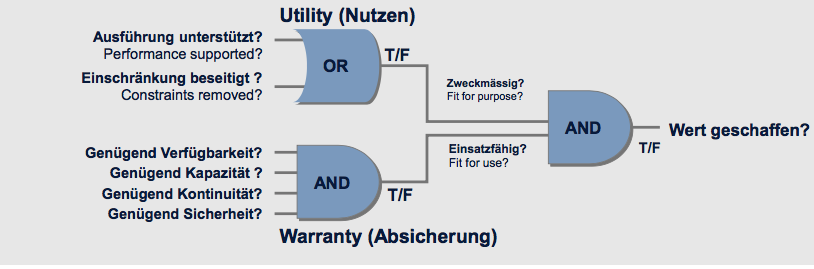 Utility (Nutzen)
Ausführung unterstützt?
Performance supported?
Einschränkung beseitigt ?
Constraints removed?
OR
T/F
Zweckmässig?
Fit for purpose?
AND
Wert geschaffen?
T/F
Einsatzfähig?
Fit for use?
Genügend Verfügbarkeit?
Genügend Kapazität ?
Genügend Kontinuität?
Genügend Sicherheit?
AND
T/F
Warranty (Absicherung)